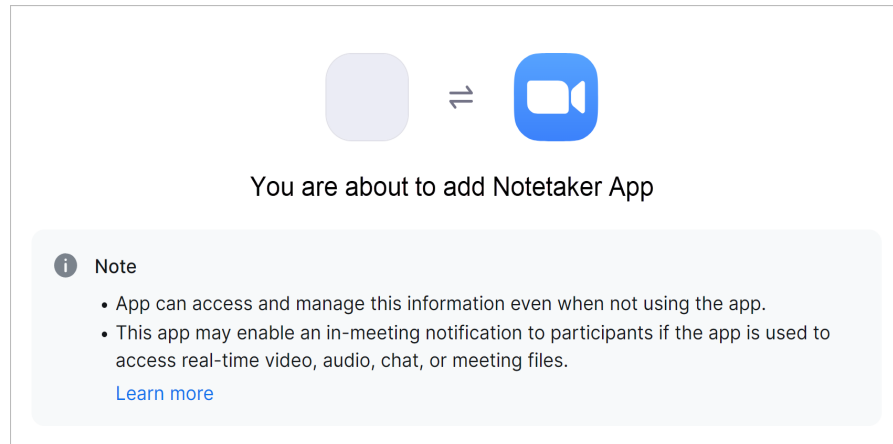 You are about to add Notetaker App
Note
• App can access and manage this information even when not using the app.
• This app may enable an in-meeting notification to participants if the app is used to
access real-time video, audio, chat, or meeting files.
Learn more